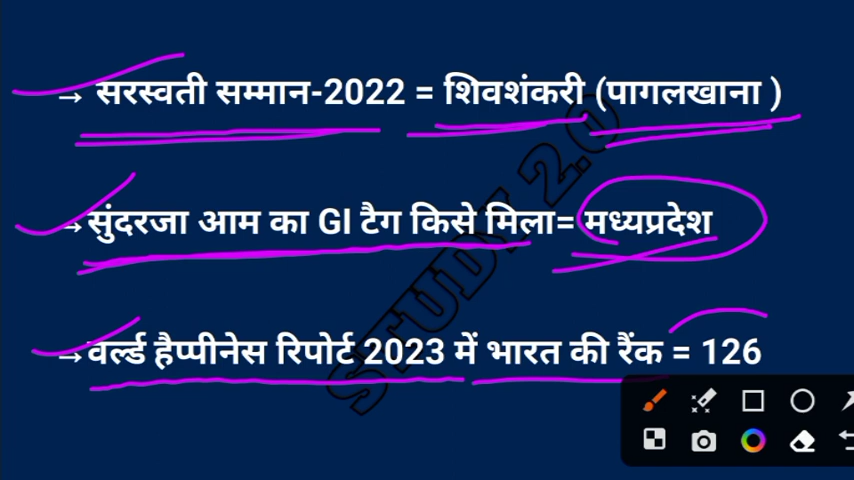 → सरस्वती सम्मान-2022 = शिवशंकरी (पागलखाना )
→सुंदरजा आम का GI टैग किसे मिला= मध्यप्रदेश
→वर्ल्ड हैप्पीनेस रिपोर्ट 2023 में भारत की रैंक = 126
STUDY 2.0